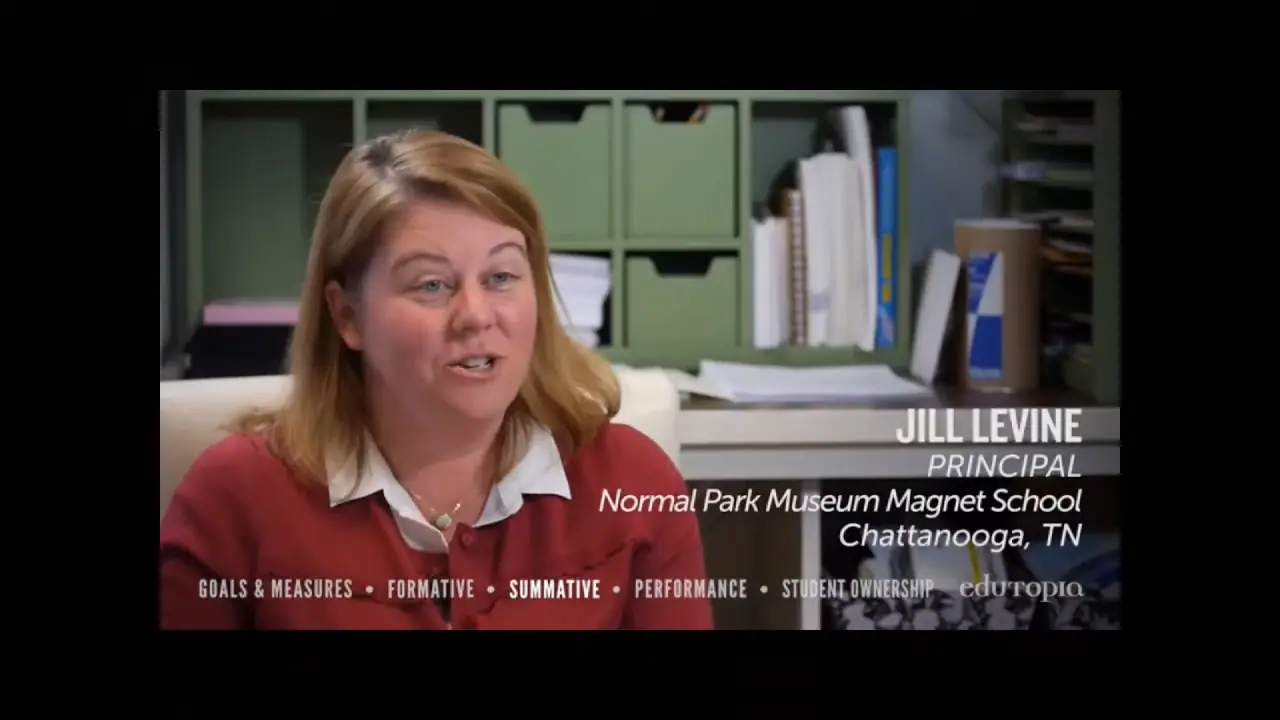 JILL LEVINE
PRINCIPAL
Normal Park Museum Magnet School
Chattanooga, TN
GOALS & MEASURES • FORMATIVE • SUMMATIVE • PERFORMANCE • STUDENT OWNERSHIP edUTOPIa